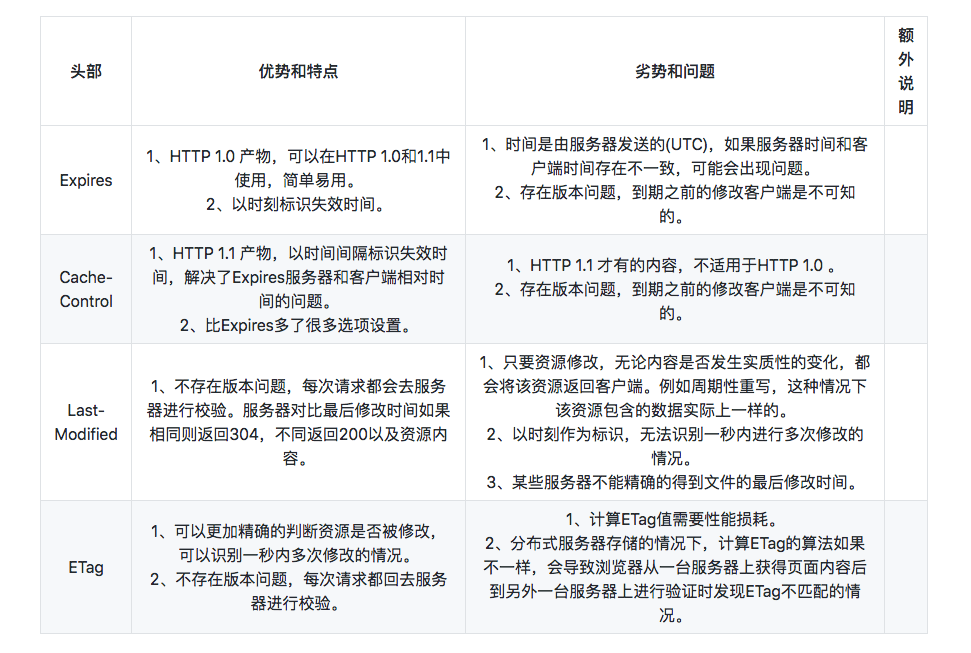 头部
优势和特点
劣势和问题
额
外
说
明
Expires
1、HTTP 1.0 产物，可以在HTTP 1.0和1.1中
使用，简单易用。
2、以时刻标识失效时间。
1、时间是由服务器发送的(UTC)，如果服务器时间和客
户端时间存在不一致，可能会出现问题。
2、存在版本问题，到期之前的修改客户端是不可知
的。
Cache-
Control
1、HTTP 1.1 产物，以时间间隔标识失效时
间，解决了Expires服务器和客户端相对时
间的问题。
2、比Expires多了很多选项设置。
1、HTTP 1.1 才有的内容，不适用于HTTP 1.0 。
2、存在版本问题，到期之前的修改客户端是不可知
的。
Last-
Modified
1、不存在版本问题，每次请求都会去服务
器进行校验。服务器对比最后修改时间如果
相同则返回304，不同返回200以及资源内
容。
1、只要资源修改，无论内容是否发生实质性的变化，都
会将该资源返回客户端。例如周期性重写，这种情况下
该资源包含的数据实际上一样的。
2、以时刻作为标识，无法识别一秒内进行多次修改的
情况。
3、某些服务器不能精确的得到文件的最后修改时间。
ETag
1、可以更加精确的判断资源是否被修改，
可以识别一秒内多次修改的情况。
2、不存在版本问题，每次请求都回去服务
器进行校验。
1、计算ETag值需要性能损耗。
2、分布式服务器存储的情况下，计算ETag的算法如果
不一样，会导致浏览器从一台服务器上获得页面内容后
到另外一台服务器上进行验证时发现ETag不匹配的情
况。